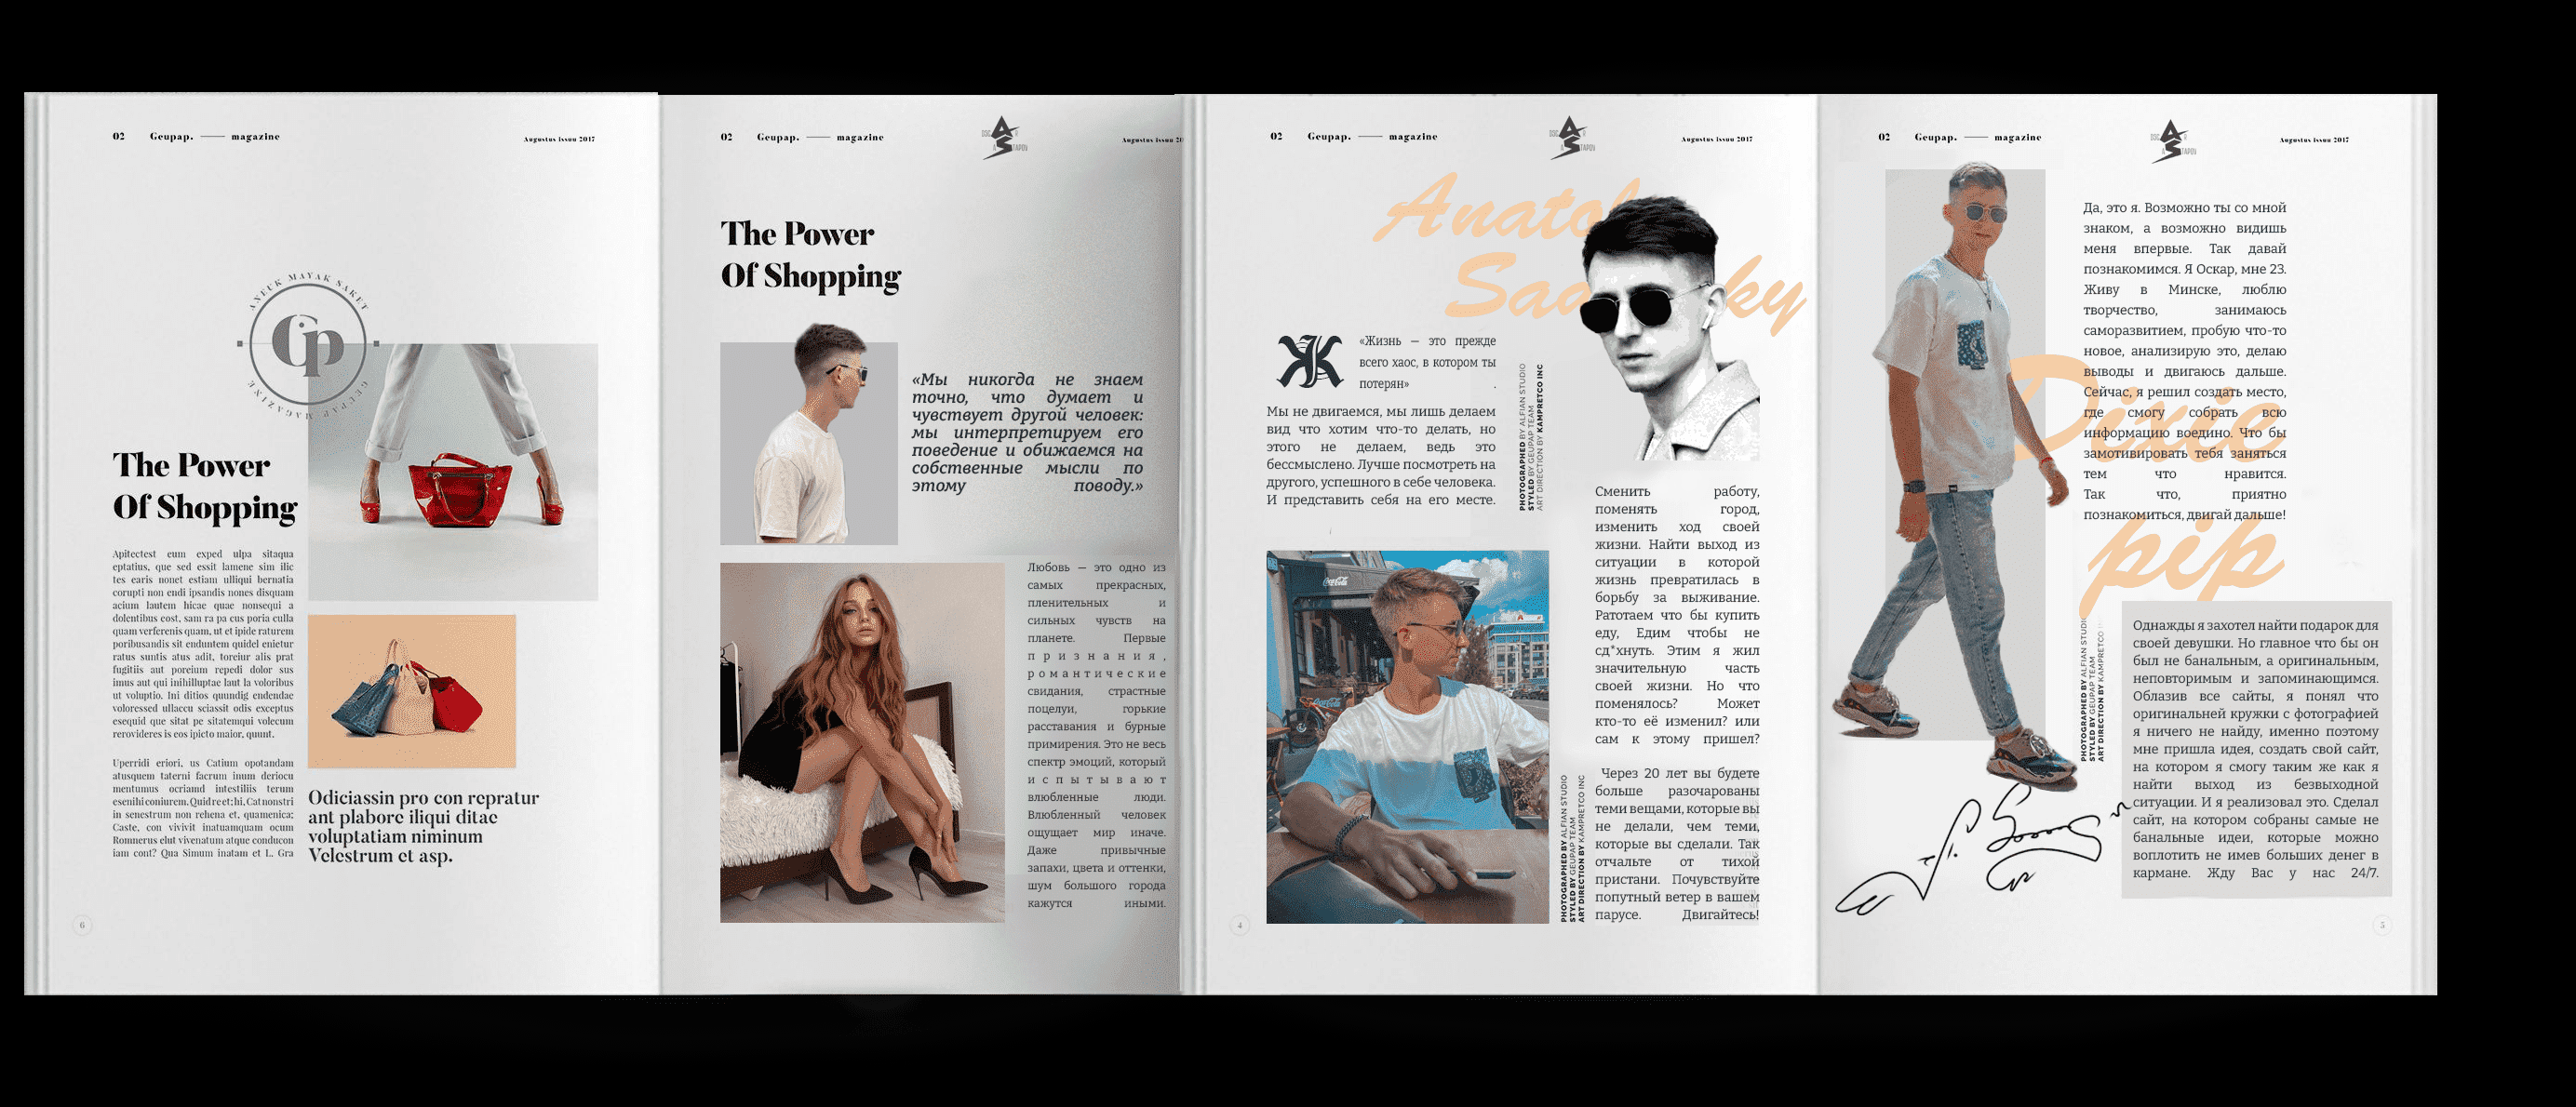 02 Geupap. magazine
Augustus issuu 2017
ANEUK MAYAK SAKET
GEUPAP MAGAZINE
Gp
The Power
Of Shopping
Apitectest eum exped ulpa sitaqua
eptatius, que sed essit lamene sim ilic
tes earis nonet estiam ulliqui bernatia
corupti non endi ipsandis nones disquam
acium lautem hicae quae nonsequi a
dolentibus eost, sam ra pa cus poria culla
quam verferenis quam, ut et ipide raturem
poribusandis sit enduntem quidel enietur
ratus suntis atus adit, toreiur alis prat
fugitiis aut poreium repedi dolor sus
imus aut qui inihilluptae laut la voloribus
ut voluptio. Ini ditios quundig endendae
voloressed ullaccu sciassit odis exceptus
esequid que sitat pe sitatemqui volecum
rerovideres is eos ipicto maior, quunt.
Uperridi eriori, us Catium opotandam
atusquem taterni facrum inum deriocu
mentumus ocriamd intestiliis terum
esenihi coniurem. Quid re et; hi, Cat nonstri
in senestrum non rehena et, quamenica;
Caste, con vivivit inatuamquam ocum
Romnerus elut vivenatum atque conducon
iam cont? Qua Simum inatam et L. Gra
Odiciassin pro con repratur
ant plabore iliqui ditae
voluptatiam niminum
Velestrum et asp.
6
02 Geupap. magazine
Augustus issuu 20
The Power
Of Shopping
«Мы никогда не знаем
точно, что думает и
чувствует другой человек:
мы интерпретируем его
поведение и обижаемся на
собственные мысли по
этому поводу.»
Любовь — это одно из
самых прекрасных,
пленительных и
сильных чувств на
планете. Первые
признания,
романтические
свидания, страстные
поцелуи, горькие
расставания и бурные
примирения. Это не весь
спектр эмоций, который
испытывают
влюбленные люди.
Влюбленный человек
ощущает мир иначе.
Даже привычные
запахи, цвета и оттенки,
шум большого города
кажутся иными.
02 Geupap. magazine
Augustus issuu 2017
Ж
«Жизнь — это прежде
всего хаос, в котором ты
потерян» .
Мы не двигаемся, мы лишь делаем
вид что хотим что-то делать, но
этого не делаем, ведь это
бессмыслено. Лучше посмотреть на
другого, успешного в себе человека.
И представить себя на его месте.
PHOTOGRAPHED BY ALFIAN STUDIO
STYLED BY GEUPAP TEAM
ART DIRECTION BY KAMPRETCO INC
Coca-Cola
Сменить работу,
поменять город,
изменить ход своей
жизни. Найти выход из
ситуации в которой
жизнь превратилась в
борьбу за выживание.
Ратотаем что бы купить
еду, Едим чтобы не
сд*хнуть. Этим я жил
значительную часть
своей жизни. Но что
поменялось? Может
кто-то её изменил? или
сам к этому пришел?
Через 20 лет вы будете
больше разочарованы
теми вещами, которые вы
не делали, чем теми,
которые вы сделали. Так
отчальте от тихой
пристани. Почувствуйте
попутный ветер в вашем
парусе. Двигайтесь!
PHOTOGRAPHED BY ALFIAN STUDIO
STYLED BY GEUPAP TEAM
ART DIRECTION BY KAMPRETCO INC
4
02 Geupap. magazine
Augustus issuu 2017
Да, это я. Возможно ты со мной
знаком, а возможно видишь
меня впервые. Так давай
познакомимся. Я Оскар, мне 23.
Живу в Минске, люблю
творчество, занимаюсь
саморазвитием, пробую что-то
новое, анализирую это, делаю
выводы и двигаюсь дальше.
Сейчас, я решил создать место,
где смогу собрать всю
информацию воедино. Что бы
замотивировать тебя заняться
тем что нравится.
Так что, приятно
познакомиться, двигай дальше!
Dixie
pip
PHOTOGRAPHED BY ALFIAN STUDIO
STYLED BY GEUPAP TEAM
ART DIRECTION BY KAMPRETCO INC
Однажды я захотел найти подарок для
своей девушки. Но главное что бы он
был не банальным, а оригинальным,
неповторимым и запоминающимся.
Облазив все сайты, я понял что
оригинальней кружки с фотографией
я ничего не найду, именно поэтому
мне пришла идея, создать свой сайт,
на котором я смогу таким же как я
найти выход из безвыходной
ситуации. И я реализовал это. Сделал
сайт, на котором собраны самые не
банальные идеи, которые можно
воплотить не имев больших денег в
кармане. Жду Вас у нас 24/7.
5